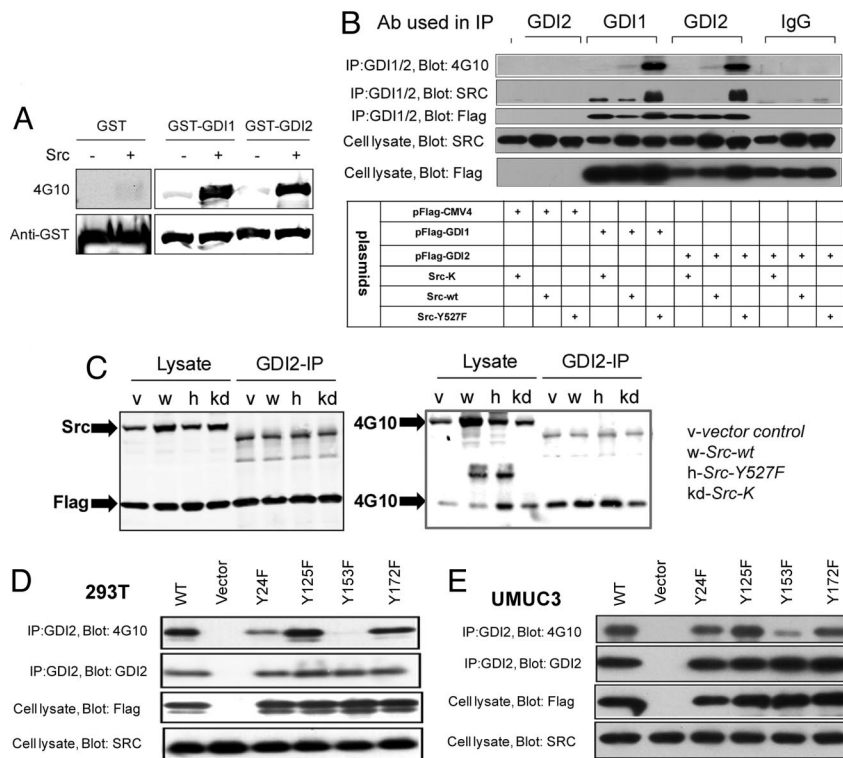 A
GST GST-GDI1 GST-GDI2
Src - + - + - +
4G10
Anti-GST
B
Ab used in IP GDI2 GDI1 GDI2 IgG
IP:GDI1/2, Blot: 4G10
IP:GDI1/2, Blot: SRC
IP:GDI1/2, Blot: Flag
Cell lysate, Blot: SRC
Cell lysate, Blot: Flag
plasmids
pFlag-CMV4 + + +
pFlag-GDI1 + + +
pFlag-GDI2 + + + + + +
Src-K + + + +
Src-wt + + + +
Src-Y527F + + + +
C
Lysate GDI2-IP
v w h kd v w h kd
Src
Flag
Lysate GDI2-IP
v w h kd v w h kd
4G10
4G10
v-vector control
w-Src-wt
h-Src-Y527F
kd-Src-K
D
293T
WT Vector Y24F Y125F Y153F Y172F
IP:GDI2, Blot: 4G10
IP:GDI2, Blot: GDI2
Cell lysate, Blot: Flag
Cell lysate, Blot: SRC
E
UMUC3
WT Vector Y24F Y125F Y153F Y172F
IP:GDI2, Blot: 4G10
IP:GDI2, Blot: GDI2
Cell lysate, Blot: Flag
Cell lysate, Blot: SRC